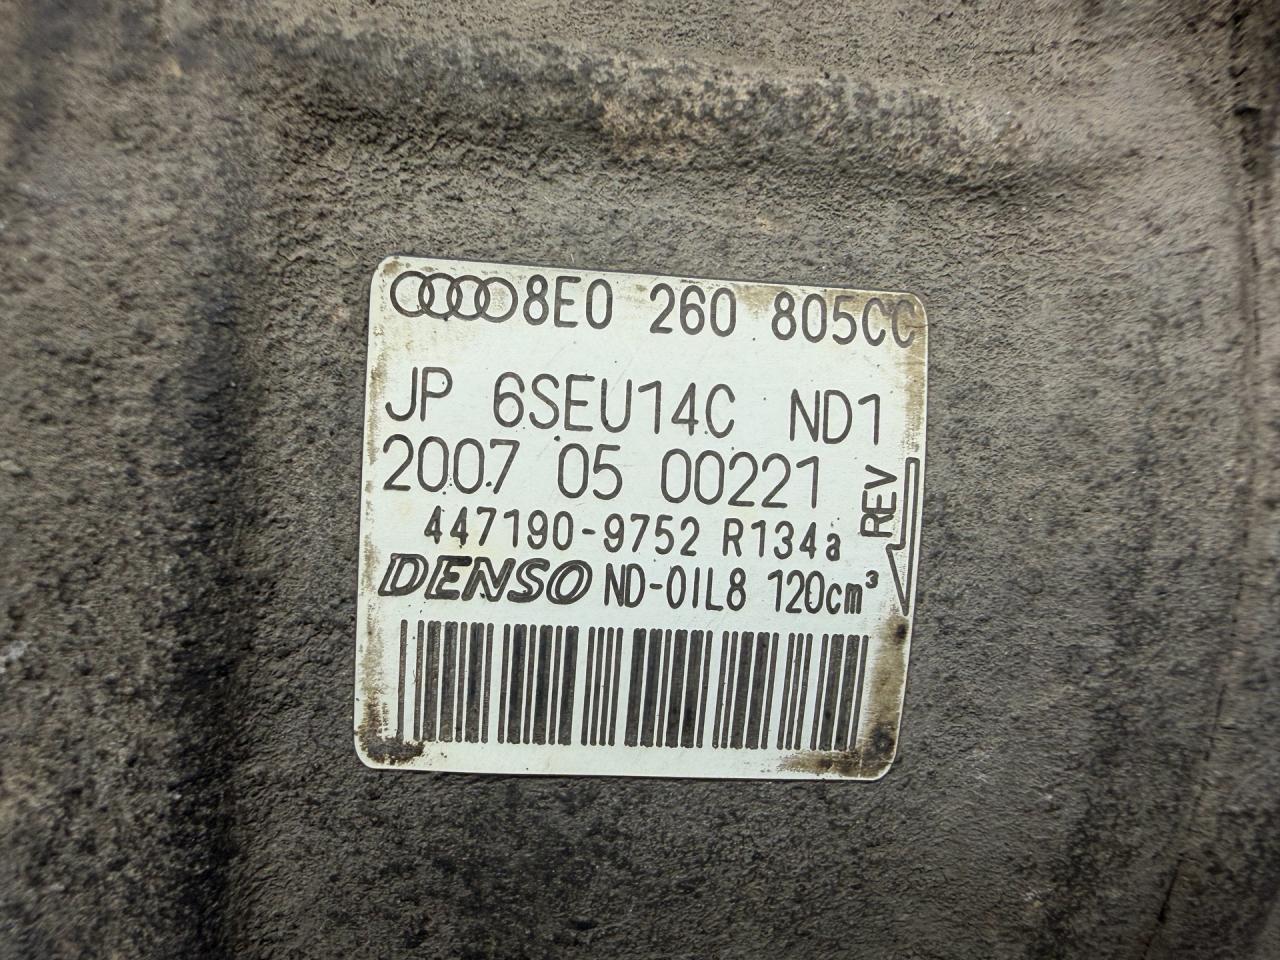 8E0 260 805CC
JP 6SEU14C ND1
2007 05 00221
447190-9752 R134a
REV
DENSO ND-OIL8 120cm³